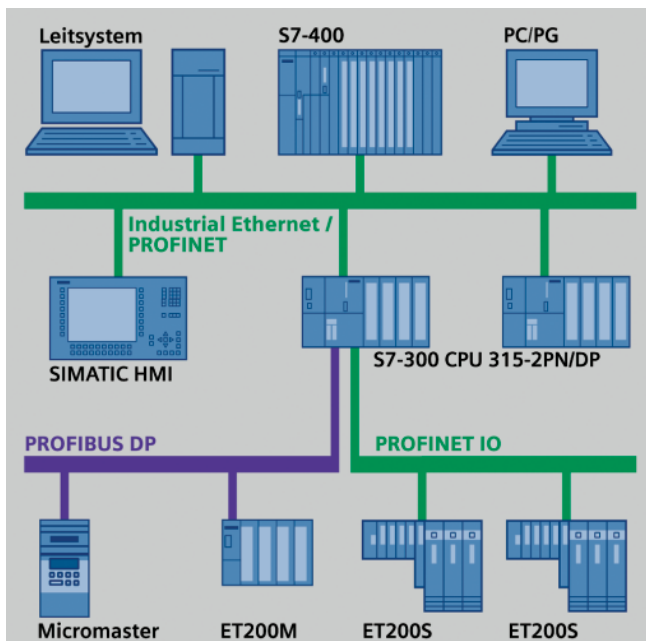 Leitsystem
S7-400
PC/PG
Industrial Ethernet /
PROFINET
SIMATIC HMI
S7-300 CPU 315-2PN/DP
PROFIBUS DP
PROFINET IO
Micromaster
ET200M
ET200S
ET200S